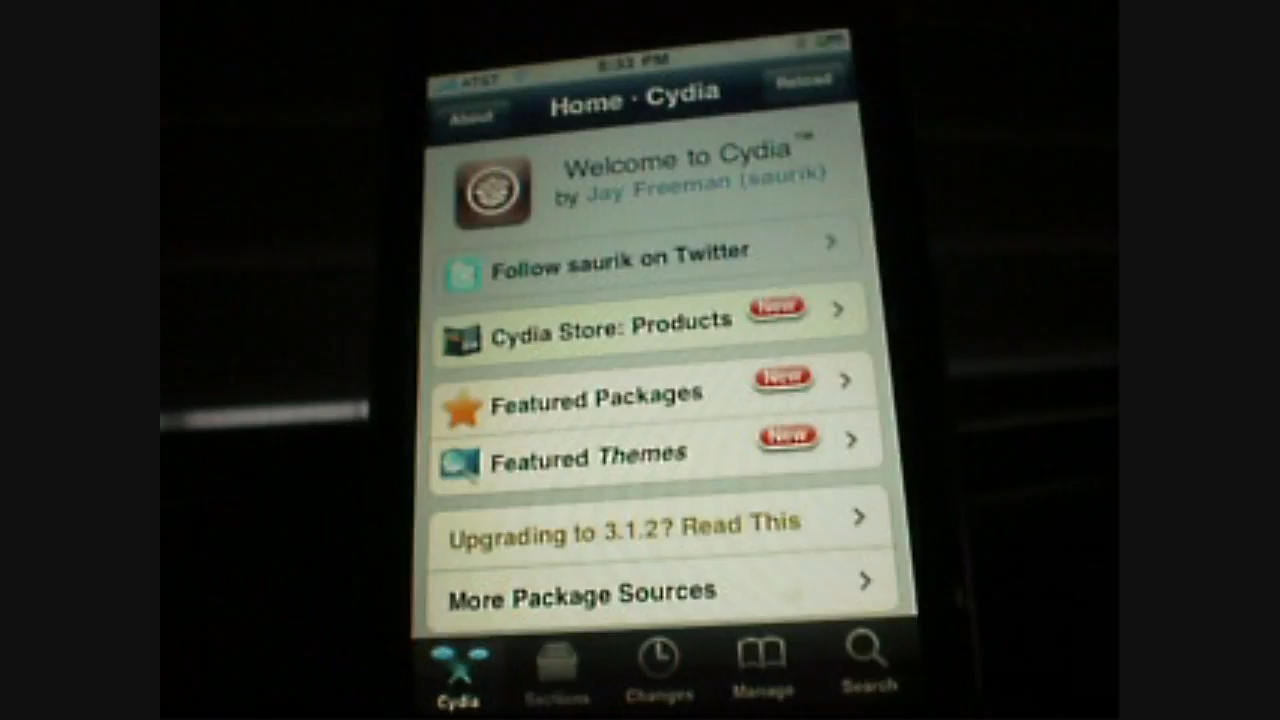 AT&T 8:33 PM
About Home · Cydia Reload
Welcome to Cydia™
by Jay Freeman (saurik)
Follow saurik on Twitter
Cydia Store: Products New
Featured Packages New
Featured Themes New
Upgrading to 3.1.2? Read This
More Package Sources
Cydia Sections Changes Manage Search